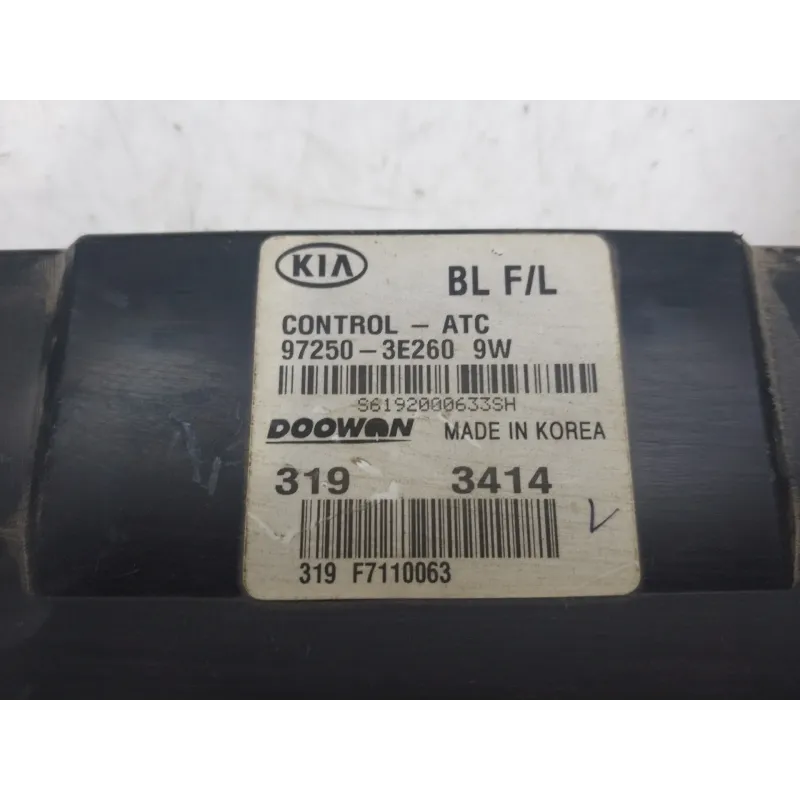 KIA BL F/L
CONTROL - ATC
97250-3E260 9W
S6192000633SH
DOOWON MADE IN KOREA
319 3414
319 F7110063